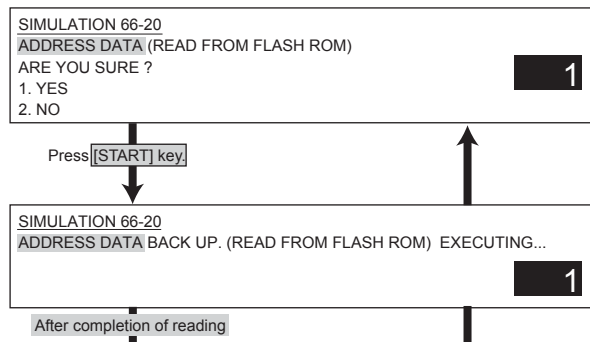 SIMULATION 66-20
ADDRESS DATA (READ FROM FLASH ROM)
ARE YOU SURE ?
1. YES
2. NO
1
Press [START] key.
SIMULATION 66-20
ADDRESS DATA BACK UP. (READ FROM FLASH ROM) EXECUTING...
1
After completion of reading